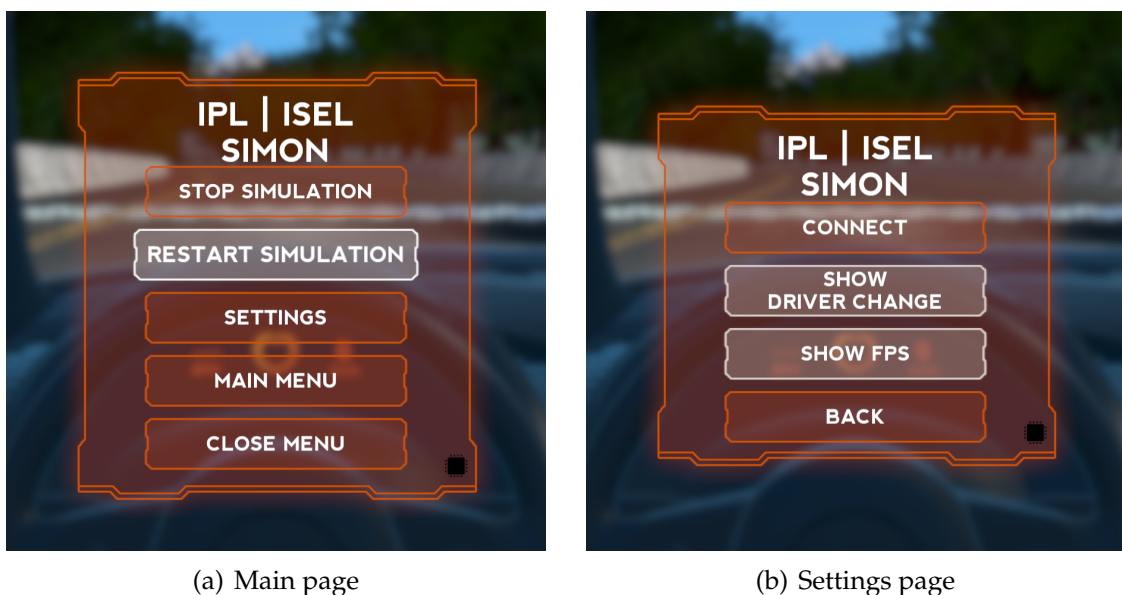 IPL | ISEL
SIMON
STOP SIMULATION
RESTART SIMULATION
SETTINGS
MAIN MENU
CLOSE MENU
(a) Main page
IPL | ISEL
SIMON
CONNECT
SHOW
DRIVER CHANGE
SHOW FPS
BACK
(b) Settings page